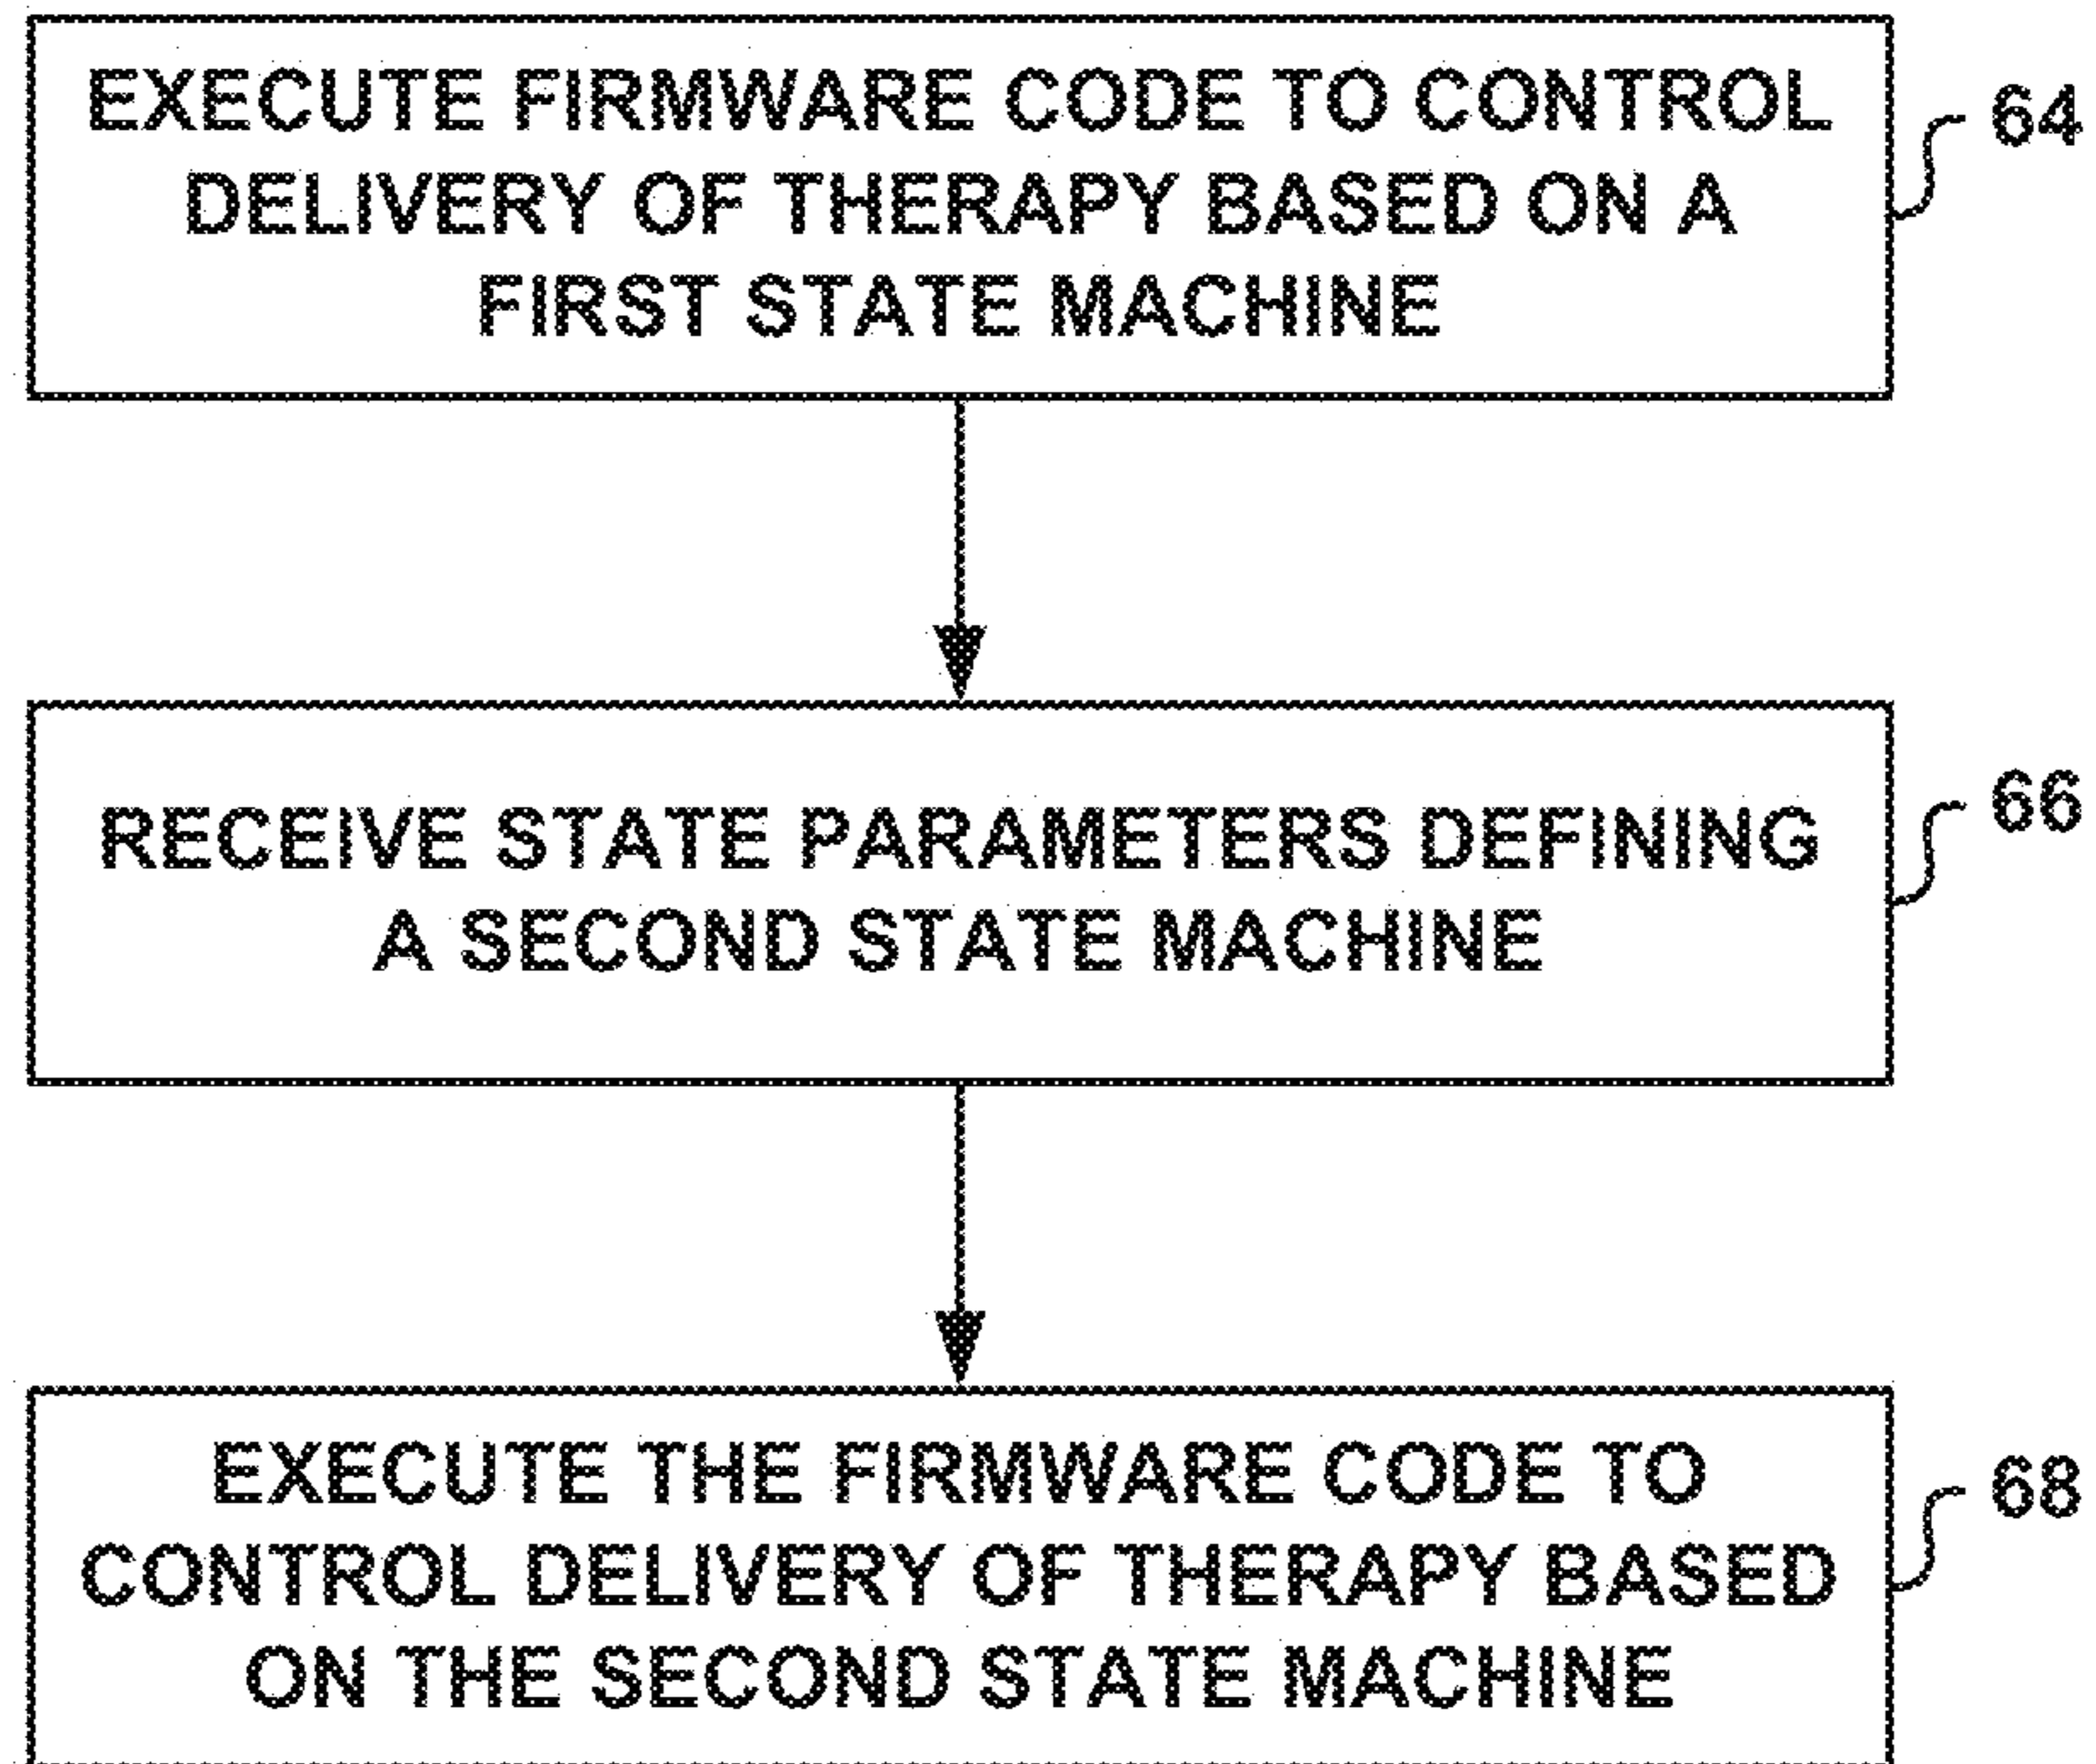 EXECUTE FIRMWARE CODE TO CONTROL
DELIVERY OF THERAPY BASED ON A
FIRST STATE MACHINE
64
RECEIVE STATE PARAMETERS DEFINING
A SECOND STATE MACHINE
66
EXECUTE THE FIRMWARE CODE TO
CONTROL DELIVERY OF THERAPY BASED
ON THE SECOND STATE MACHINE
68